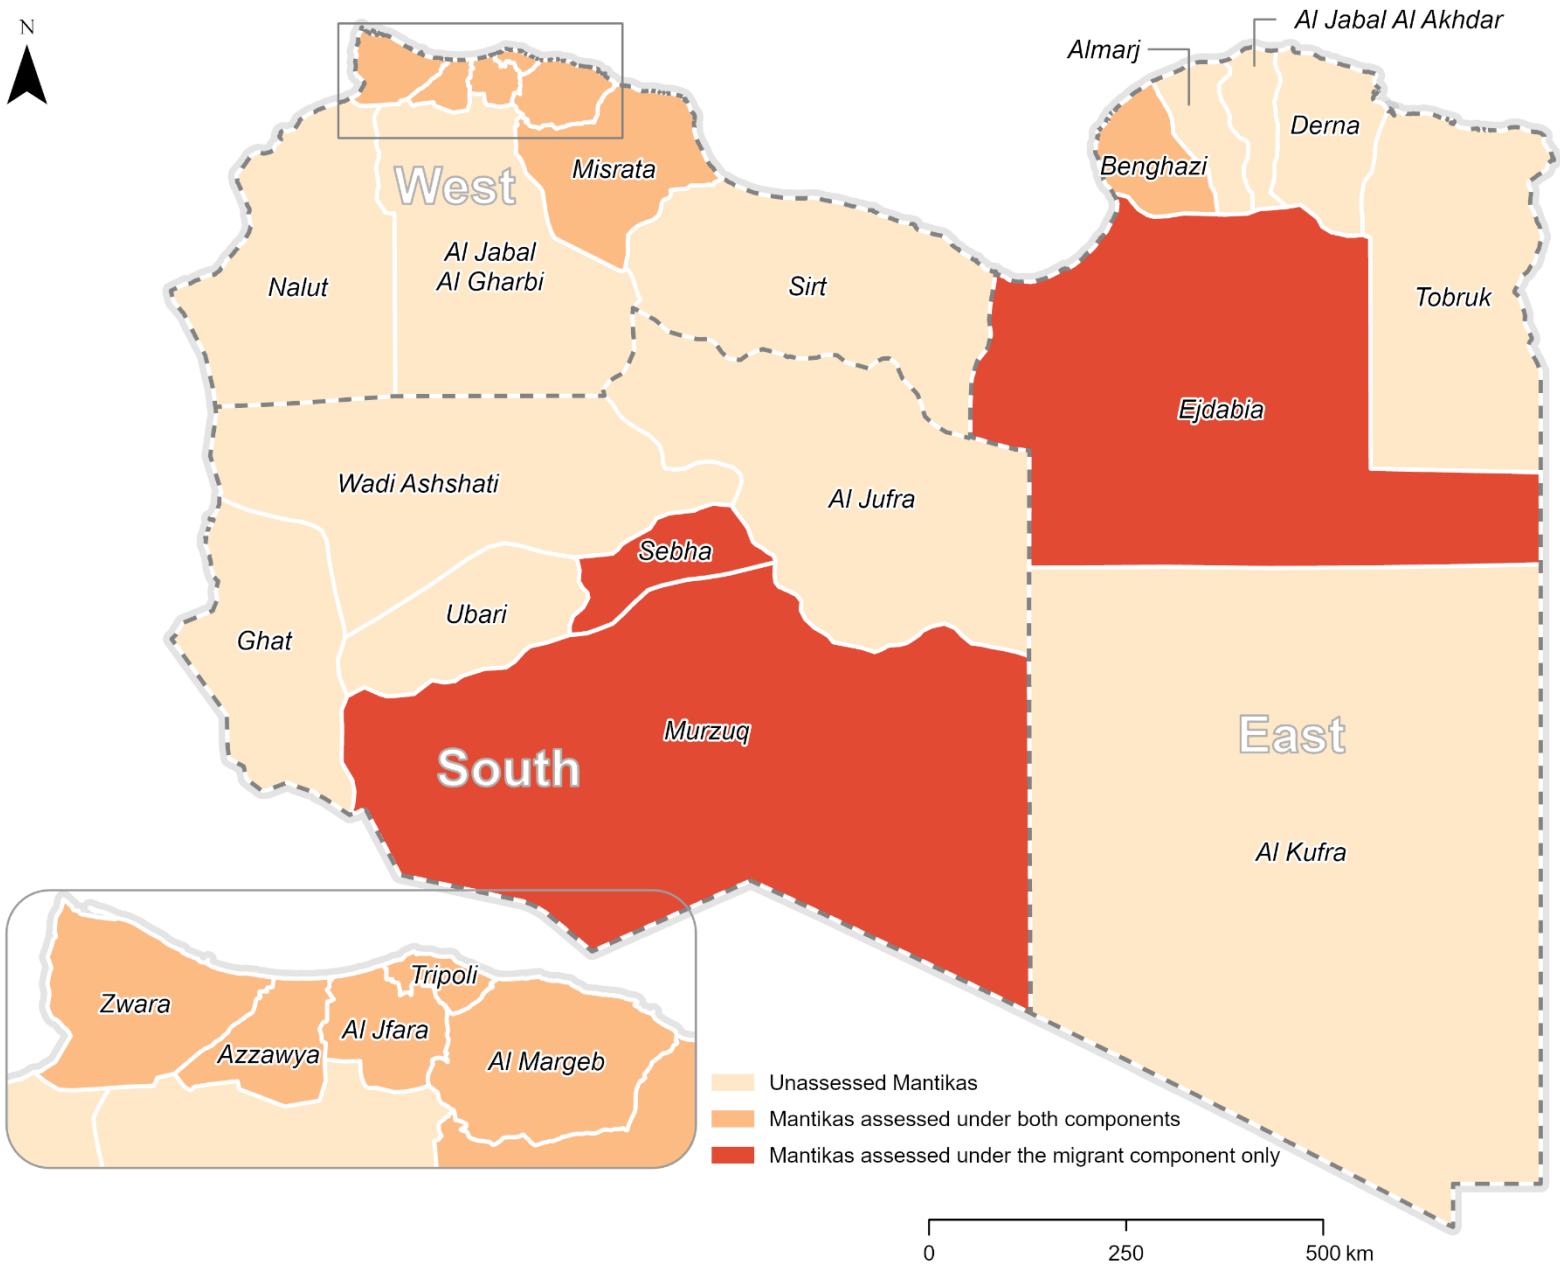 N
Al Jabal Al Akhdar
Almarj
Derna
Benghazi
Misrata
West
Al Jabal
Al Gharbi
Nalut
Sirt
Tobruk
Ejdabia
Wadi Ashshati
Al Jufra
Sebha
Ubari
Ghat
Murzuq
South
East
Al Kufra
Tripoli
Zwara
Al Jfara
Azzawya
Al Margeb
Unassessed Mantikas
Mantikas assessed under both components
Mantikas assessed under the migrant component only
0 250 500 km